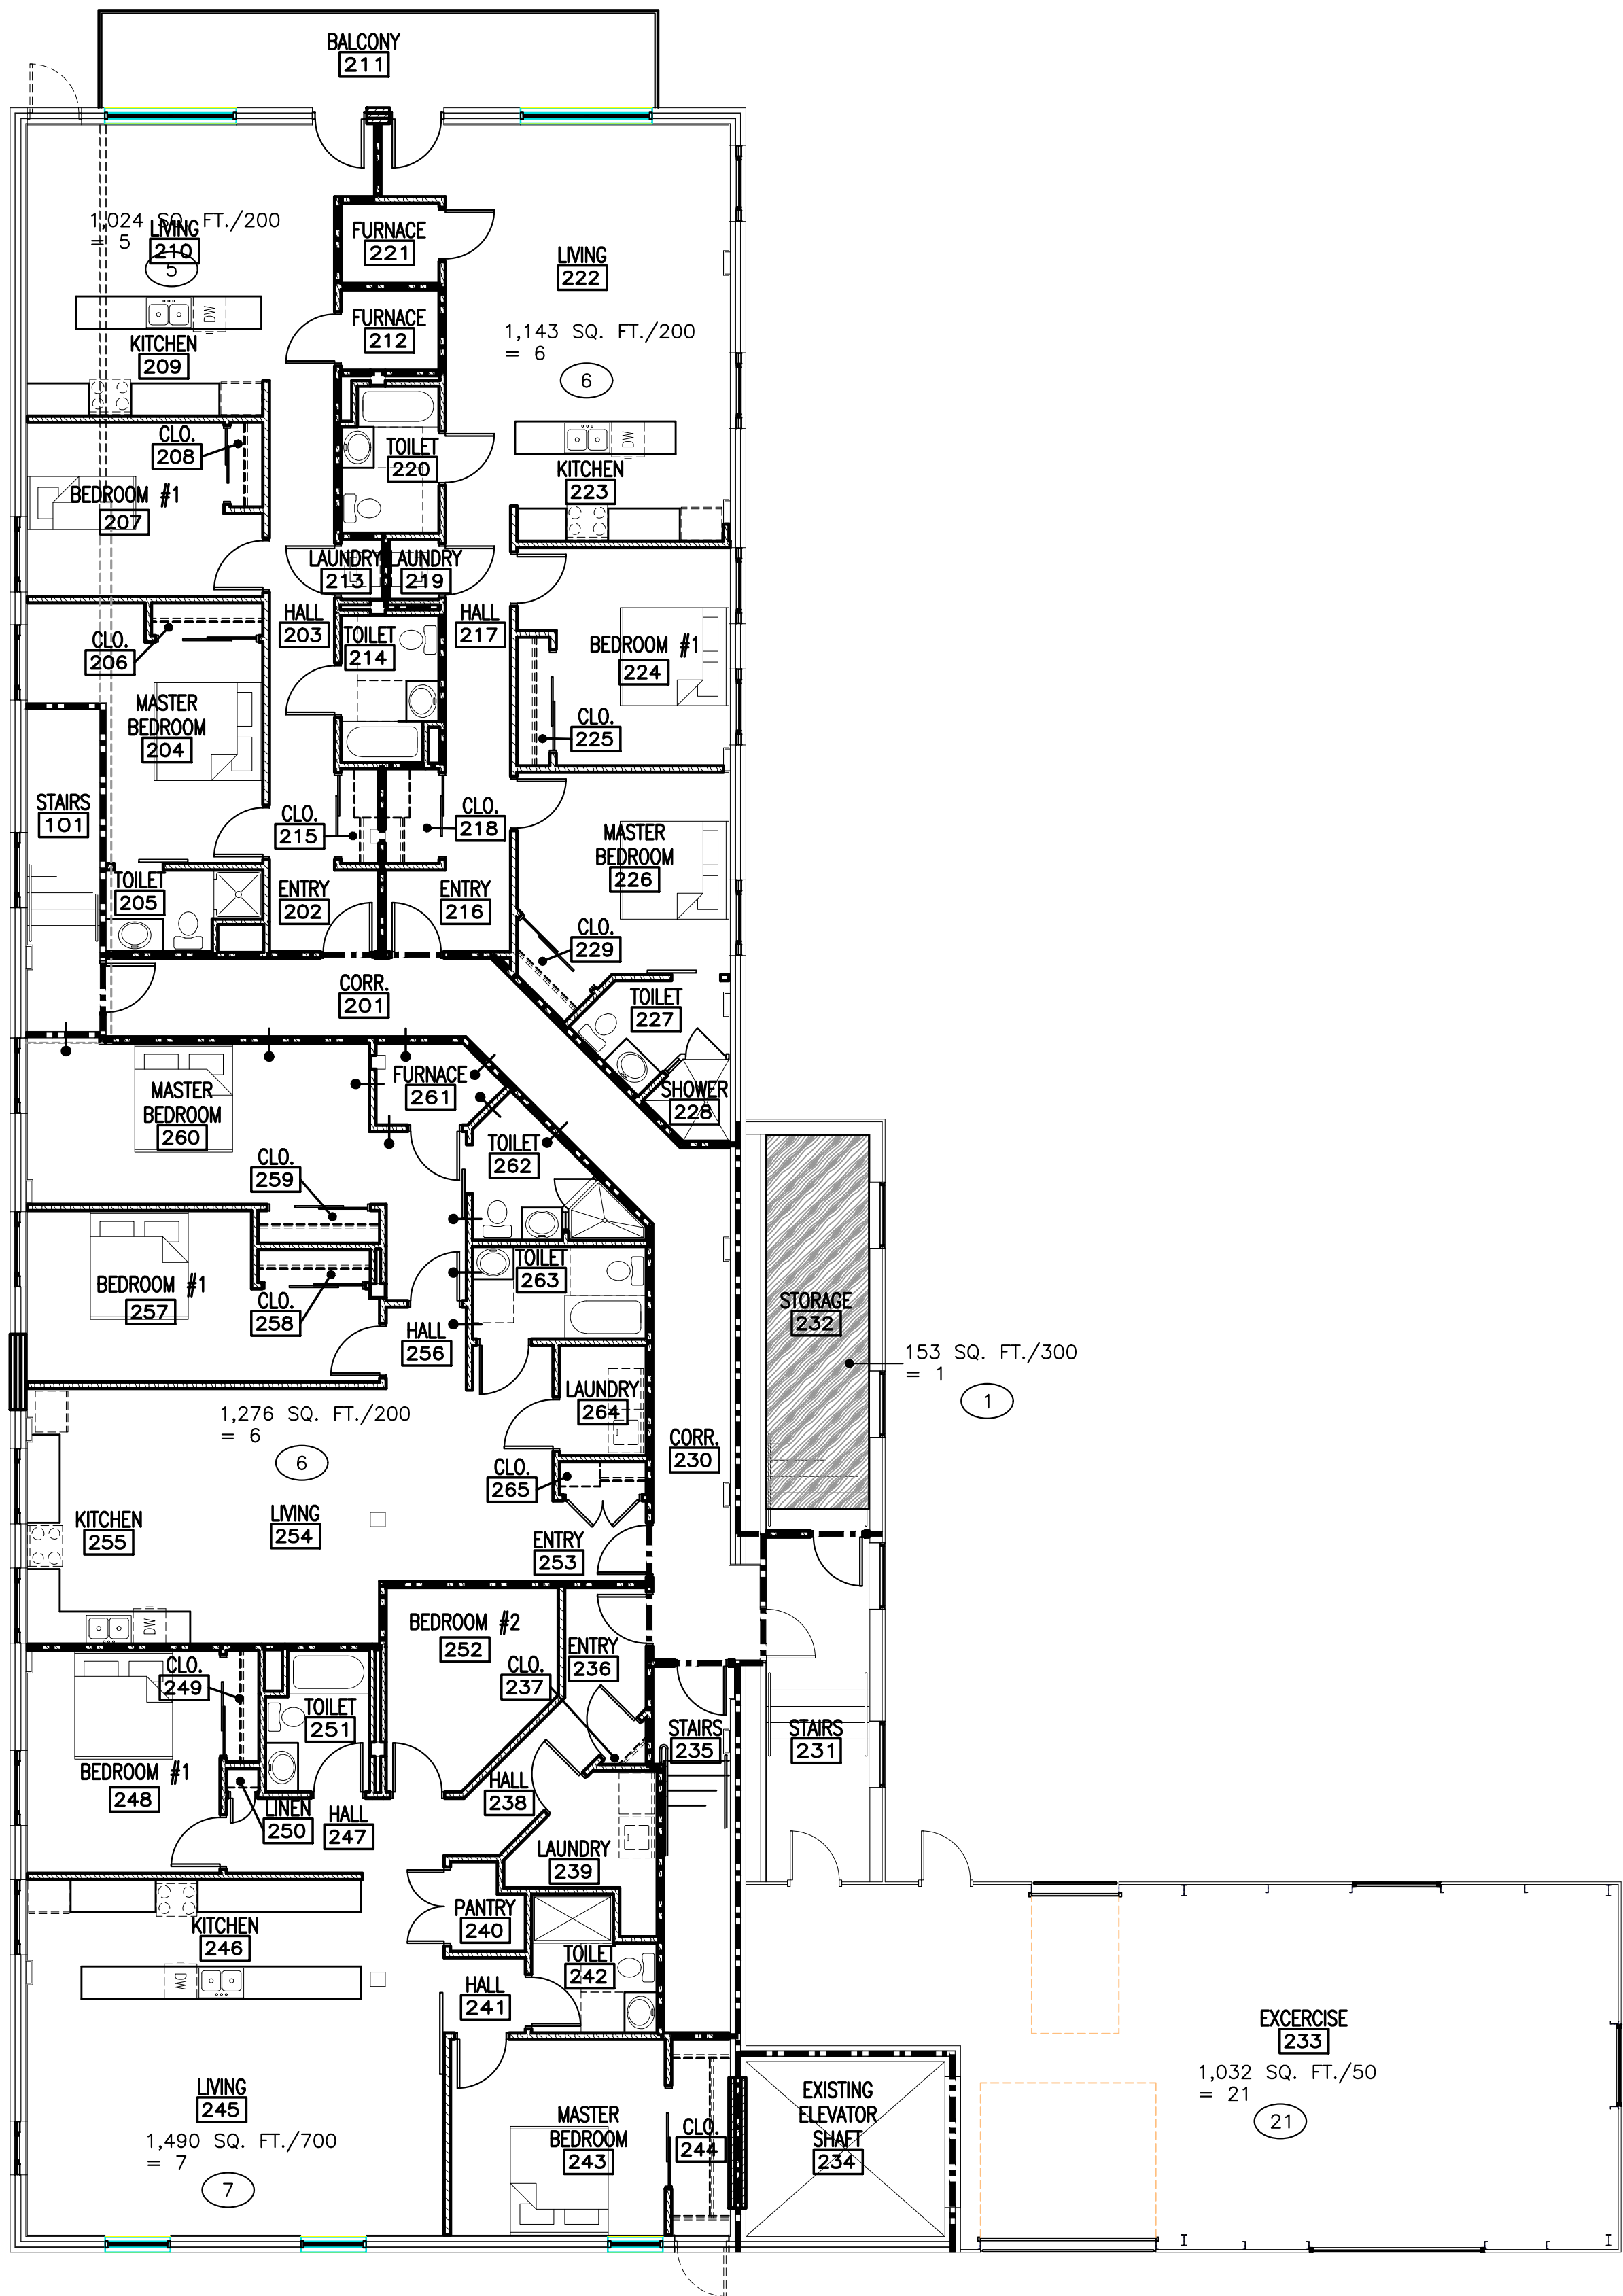 BALCONY
211
1,024 SQ. FT./200
= 5
LIVING
210
5
FURNACE
221
LIVING
222
FURNACE
212
1,143 SQ. FT./200
= 6
6
DW
KITCHEN
209
CLO.
208
TOILET
220
DW
KITCHEN
223
BEDROOM #1
207
LAUNDRY
213
LAUNDRY
219
HALL
203
HALL
217
CLO.
206
TOILET
214
BEDROOM #1
224
MASTER
BEDROOM
204
CLO.
225
STAIRS
101
CLO.
215
CLO.
218
MASTER
BEDROOM
226
TOILET
205
ENTRY
202
ENTRY
216
CLO.
229
CORR.
201
TOILET
227
MASTER
BEDROOM
260
FURNACE
261
SHOWER
228
TOILET
262
CLO.
259
TOILET
263
BEDROOM #1
257
CLO.
258
HALL
256
STORAGE
232
153 SQ. FT./300
= 1
1
LAUNDRY
264
1,276 SQ. FT./200
= 6
6
CORR.
230
CLO.
265
KITCHEN
255
LIVING
254
ENTRY
253
DW
BEDROOM #2
252
ENTRY
236
CLO.
237
CLO.
249
TOILET
251
STAIRS
235
STAIRS
231
BEDROOM #1
248
LINEN
250
HALL
247
HALL
238
LAUNDRY
239
PANTRY
240
KITCHEN
246
DW
TOILET
242
HALL
241
EXCERCISE
233
1,032 SQ. FT./50
= 21
21
LIVING
245
1,490 SQ. FT./700
= 7
7
MASTER
BEDROOM
243
CLO.
244
EXISTING
ELEVATOR
SHAFT
234